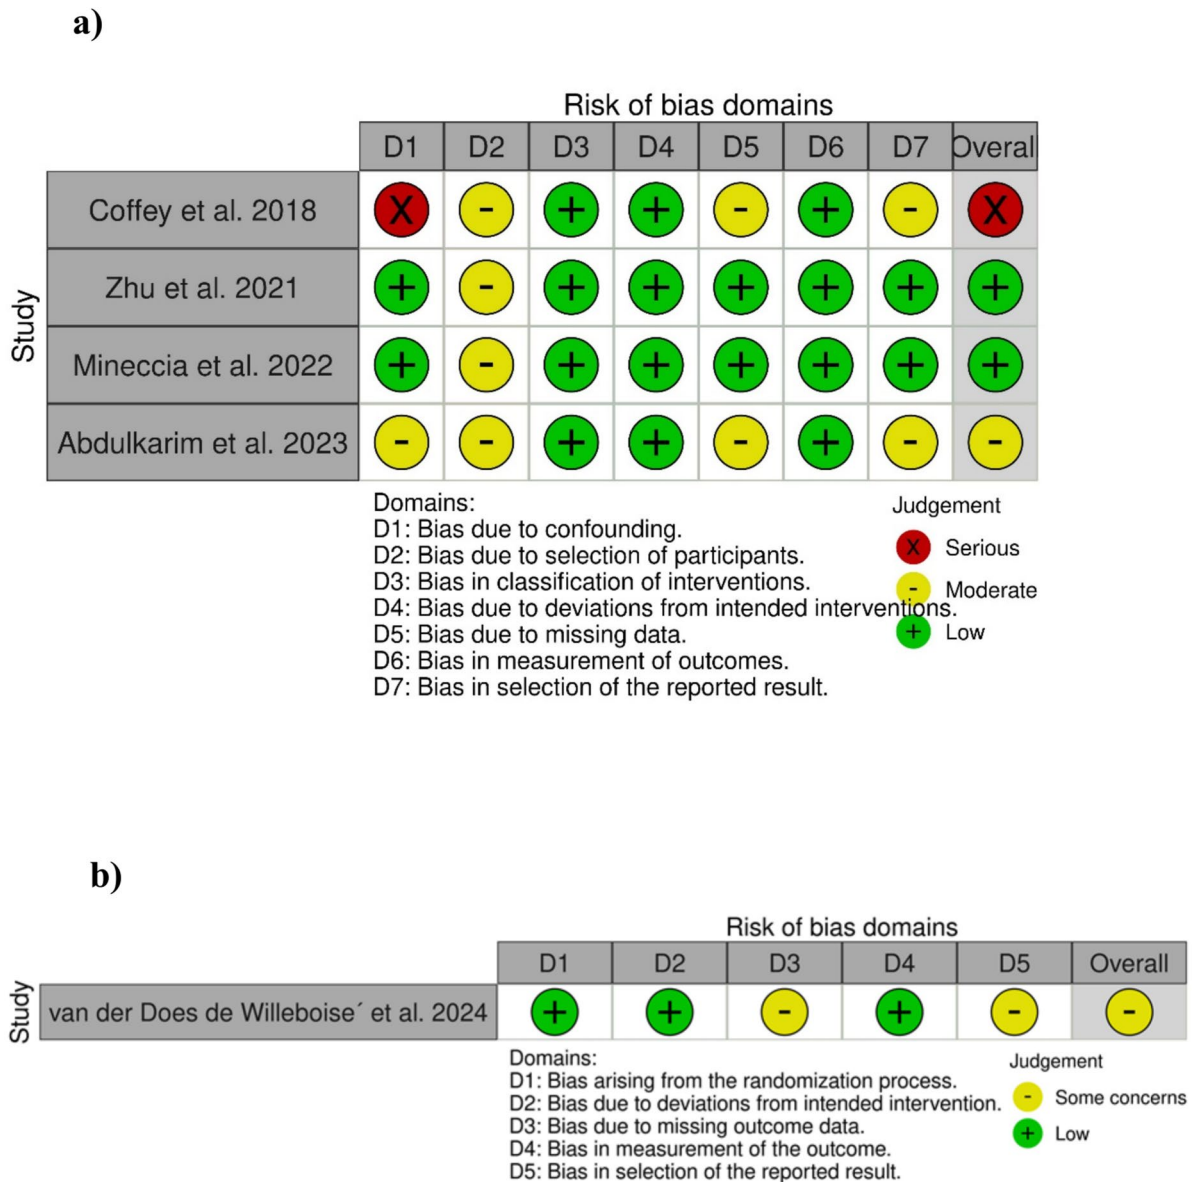 a)
Risk of bias domains
D1 D2 D3 D4 D5 D6 D7 Overall
Study
Coffey et al. 2018 X - + + - + - X
Zhu et al. 2021 + - + + + + + +
Mineccia et al. 2022 + - + + + + + +
Abdulkarim et al. 2023 - - + + - + - -
Domains:
D1: Bias due to confounding.
D2: Bias due to selection of participants.
D3: Bias in classification of interventions.
D4: Bias due to deviations from intended interventions.
D5: Bias due to missing data.
D6: Bias in measurement of outcomes.
D7: Bias in selection of the reported result.
Judgement
X Serious
- Moderate
+ Low
b)
Risk of bias domains
D1 D2 D3 D4 D5 Overall
Study
van der Does de Willeboise´ et al. 2024 + + - + - -
Domains:
D1: Bias arising from the randomization process.
D2: Bias due to deviations from intended intervention.
D3: Bias due to missing outcome data.
D4: Bias in measurement of the outcome.
D5: Bias in selection of the reported result.
Judgement
- Some concerns
+ Low